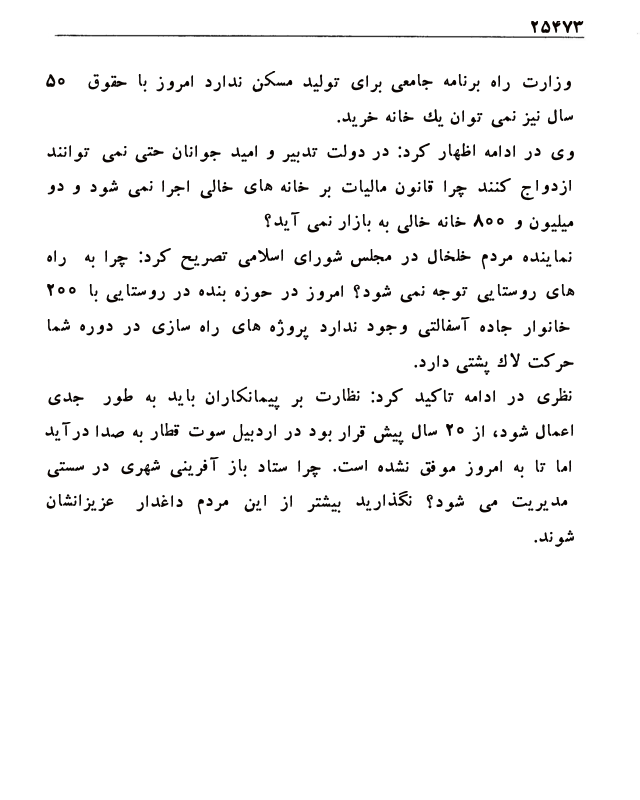 ۲۵۴۷۳
وزارت راه برنامه جامعی برای تولید مسکن ندارد امروز با حقوق ۵۰
سال نیز نمی توان یك خانه خرید.
وی در ادامه اظهار کرد: در دولت تدبیر و امید جوانان حتی نمی توانند
ازدواج کنند چرا قانون مالیات بر خانه های خالی اجرا نمی شود و دو
میلیون و ۸۰۰ خانه خالی به بازار نمی آید؟
نماینده مردم خلخال در مجلس شورای اسلامی تصریح کرد: چرا به راه
های روستایی توجه نمی شود؟ امروز در حوزه بنده در روستایی با ۲۰۰
خانوار جاده آسفالتی وجود ندارد پروژه های راه سازی در دوره شما
حرکت لاك پشتی دارد.
نظری در ادامه تاکید کرد: نظارت بر پیمانکاران باید به طور جدی
اعمال شود، از ۲۰ سال پیش قرار بود در اردبیل سوت قطار به صدا درآید
اما تا به امروز موفق نشده است. چرا ستاد باز آفرینی شهری در سستی
مدیریت می شود؟ نگذارید بیشتر از این مردم داغدار عزیزانشان
شوند.